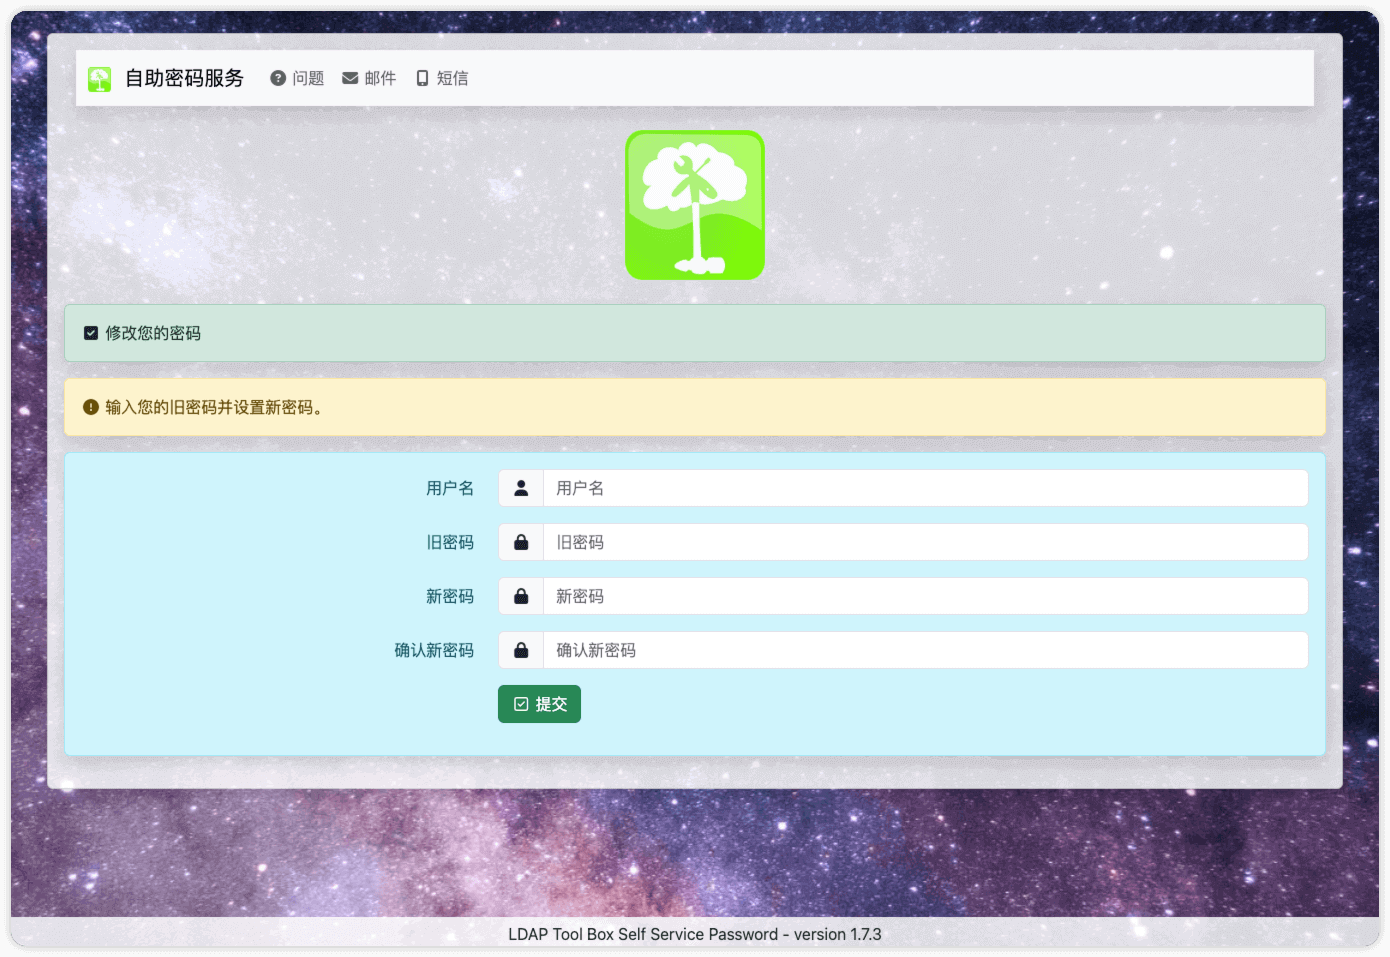 自助密码服务 问题 邮件 短信
修改您的密码
输入您的旧密码并设置新密码。
用户名 用户名
旧密码 旧密码
新密码 新密码
确认新密码 确认新密码
提交
LDAP Tool Box Self Service Password - version 1.7.3